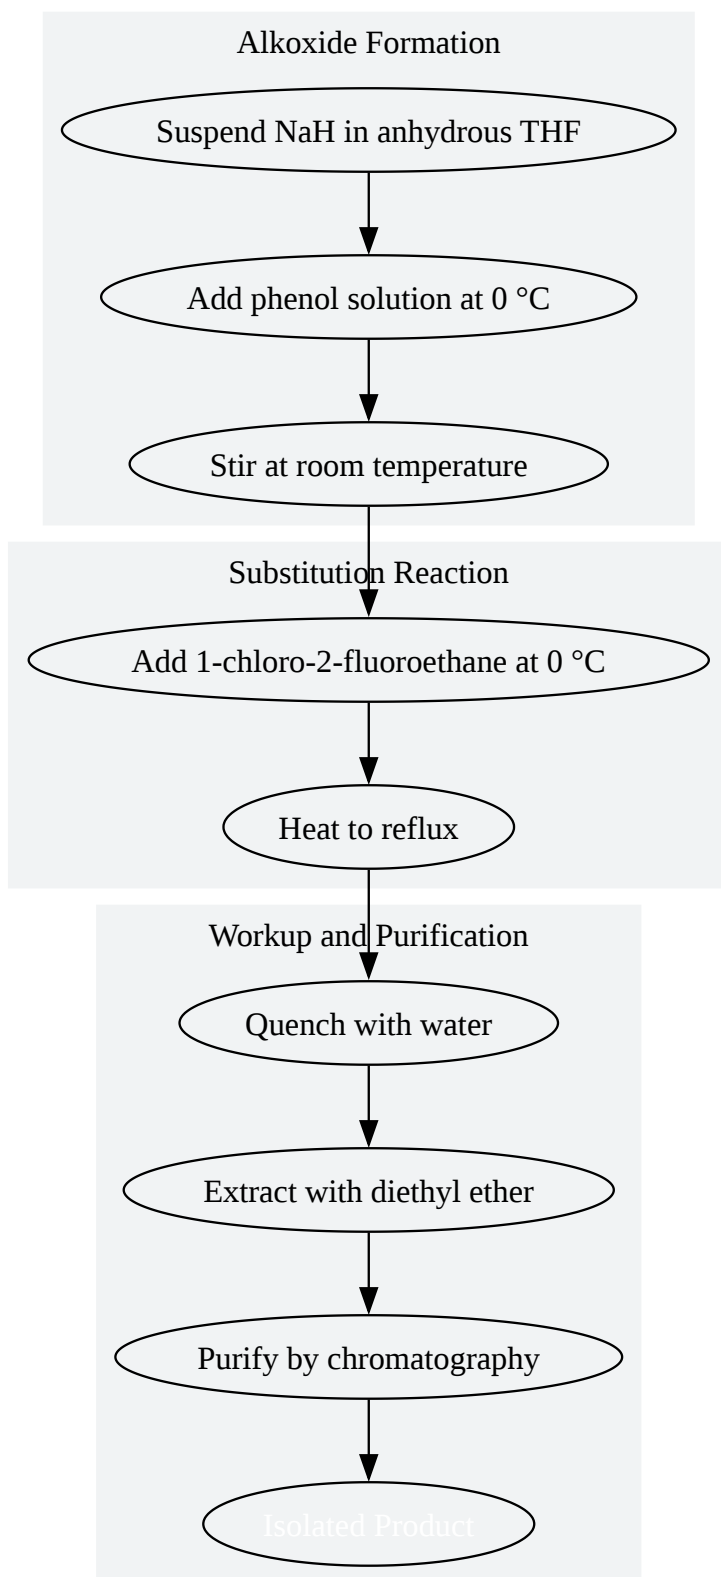 Alkoxide Formation
Suspend NaH in anhydrous THF
Add phenol solution at 0 °C
Stir at room temperature
Substitution Reaction
Add 1-chloro-2-fluoroethane at 0 °C
Heat to reflux
Workup and Purification
Quench with water
Extract with diethyl ether
Purify by chromatography
Isolated Product